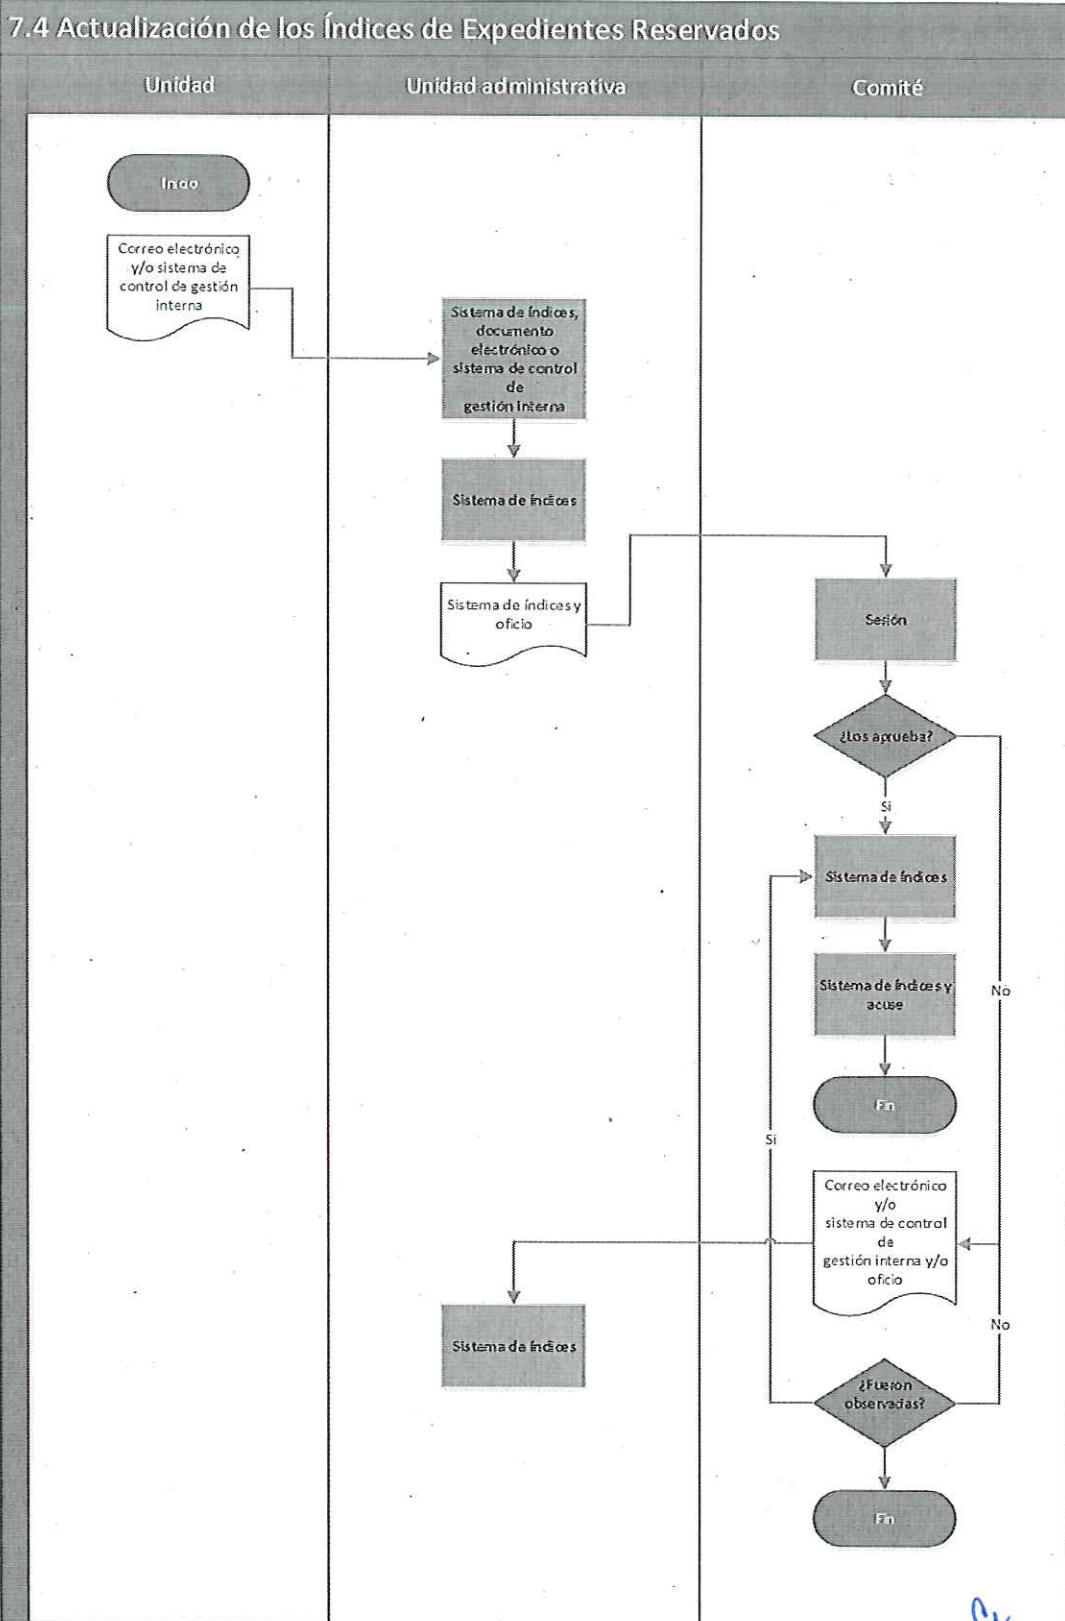 7.4 Actualización de los Índices de Expedientes Reservados
Unidad
Unidad administrativa
Comité
Inicio
Correo electrónico
y/o sistema de
control de gestión
interna
Sistema de índices,
documento
electrónico o
sistema de control
de
gestión interna
Sistema de índices
Sistema de índices y
oficio
Sesión
¿Los aprueba?
Si
Sistema de índices
Sistema de índices y
acuse
No
Fin
Si
Correo electrónico
y/o
sistema de control
de
gestión interna y/o
oficio
No
Sistema de índices
¿Fueron
observadas?
Fin